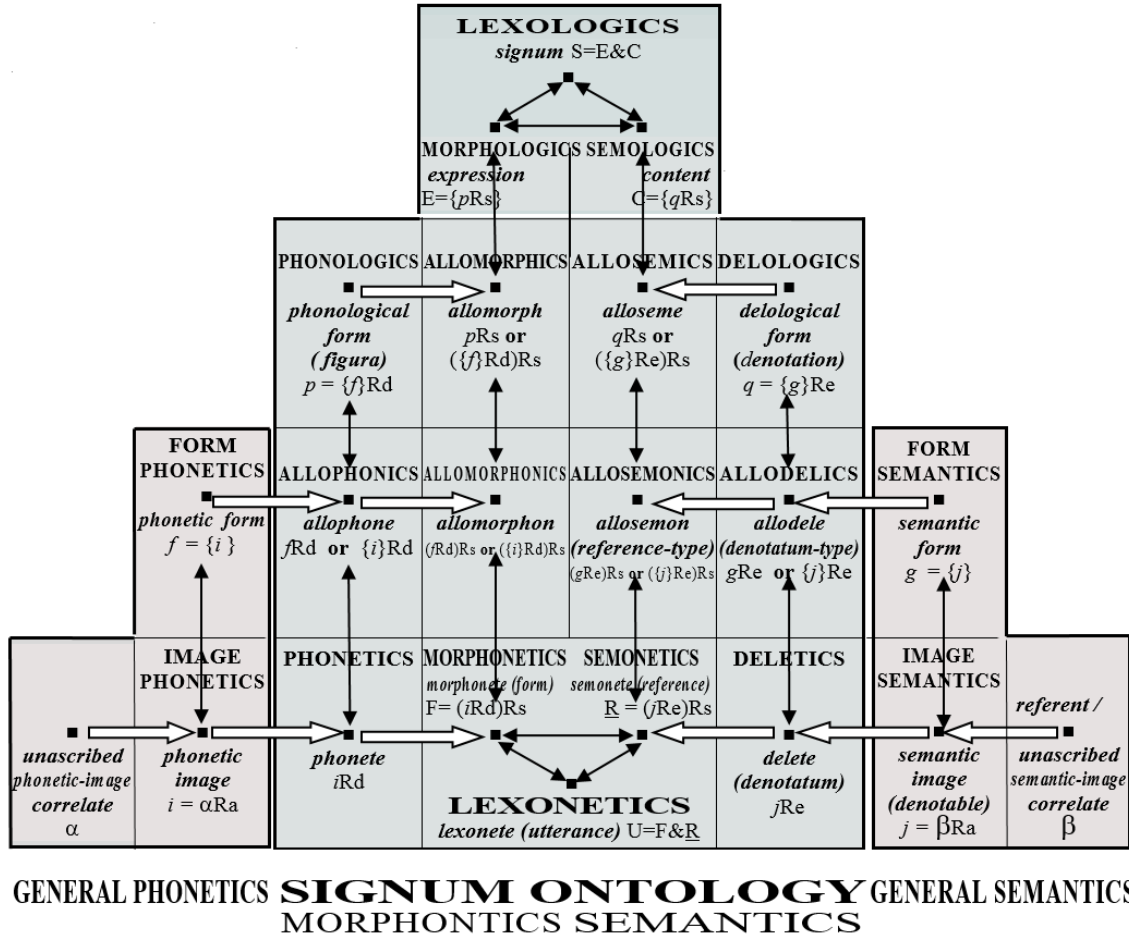 LEXOLOGICS
signum S=E&C
MORPHOLOGICS SEMOLOGICS
expression content
E={pRs} C={qRs}
PHONOLOGICS ALLOMORPHICS ALLOSEMICS DELOLOGICS
phonological form (figura) p = {f}Rd
allomorph pRs or ({f}Rd)Rs
alloseme qRs or ({g}Re)Rs
delological form (denotation) q = {g}Re
FORM PHONETICS
phonetic form
f = {i }
ALLOPHONICS
allophone
fRd or {i}Rd
ALLOMORPHONICS
allomorphon
(fRd)Rs or ({i}Rd)Rs
ALLOSEMONICS
allosemon
(reference-type)
(gRe)Rs or ({j}Re)Rs
ALLODELICS
allodele
(denotatum-type)
gRe or {j}Re
FORM SEMANTICS
semantic
form
g = {j}
unascribed
phonetic-image
correlate
α
IMAGE PHONETICS
phonetic
image
i = αRa
PHONETICS
phonete
iRd
MORPHONETICS
morphonete (form)
F= (iRd)Rs
SEMONETICS
semonete (reference)
R = (jRe)Rs
LEXONETICS
lexonete (utterance) U=F&R
DELETICS
delete
(denotatum)
jRe
IMAGE SEMANTICS
semantic
image
(denotable)
j = βRa
referent /
unascribed
semantic-image
correlate
β
GENERAL PHONETICS SIGNUM ONTOLOGY GENERAL SEMANTICS
MORPHONTICS SEMANTICS